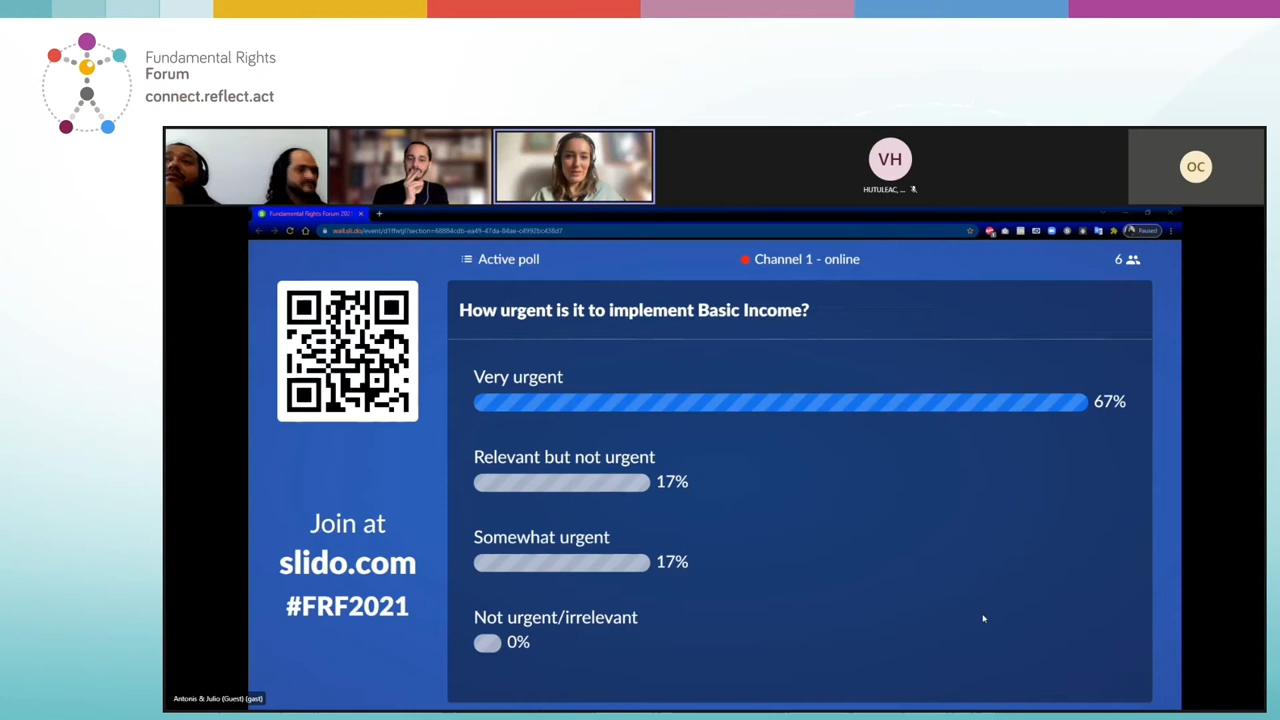 Fundamental Rights
Forum
connect.reflect.act
VH
HUTULEAC, ...
OC
Fundamental Rights Forum 2021
Paused
Active poll
Channel 1 - online
6
How urgent is it to implement Basic Income?
Very urgent
67%
Relevant but not urgent
17%
Somewhat urgent
17%
Not urgent/irrelevant
0%
Join at
slido.com
#FRF2021
Antonis & Julio (Guest) (gast)